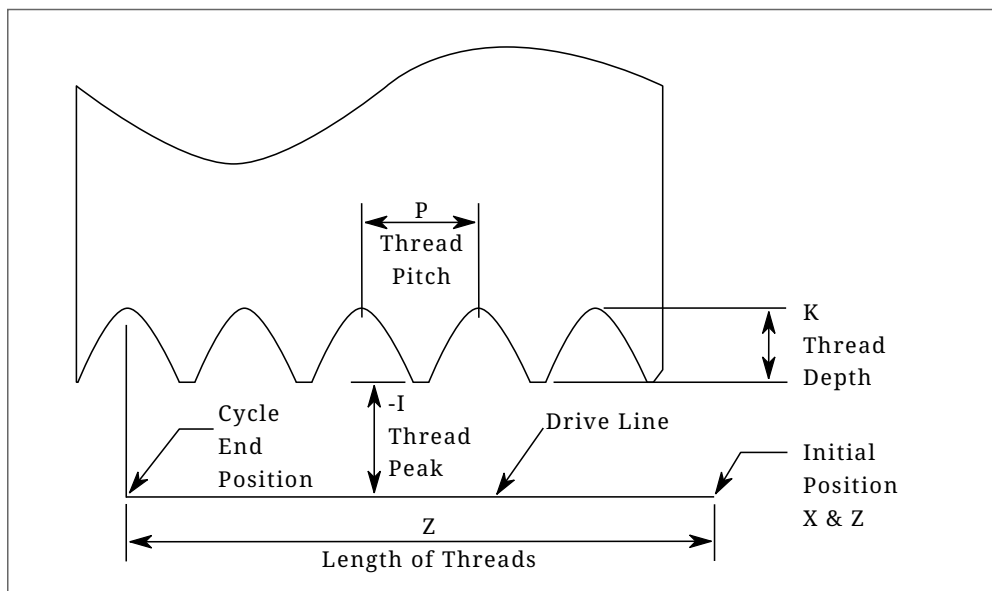 P
Thread
Pitch
K
Thread
Depth
-I
Thread
Peak
Cycle
End
Position
Drive Line
Initial
Position
X & Z
Z
Length of Threads